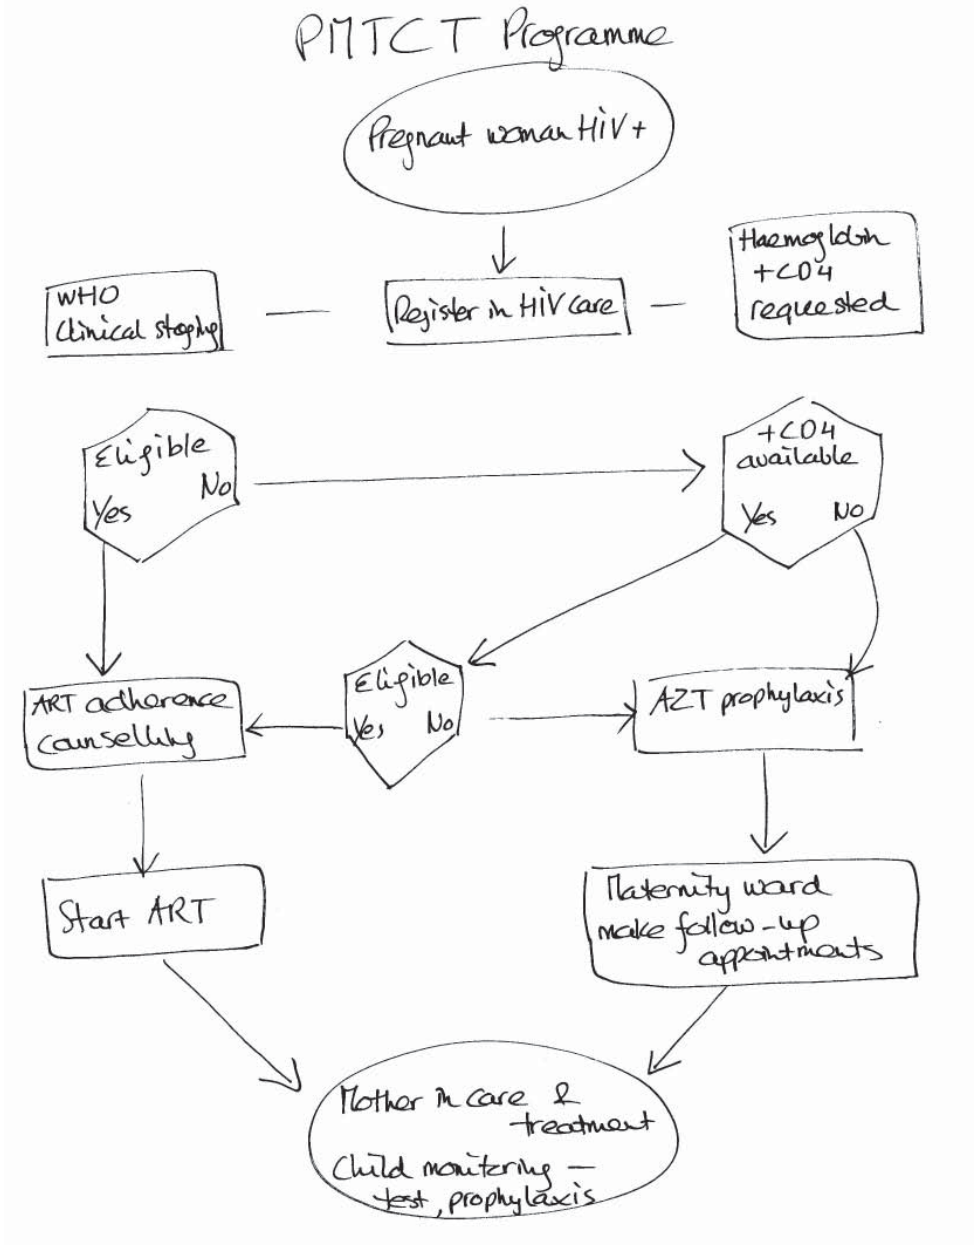 PMTCT Programme
Pregnant woman HiV+
WHO
Clinical staging
Register in HiV care
Haemoglobin
+CD4
requested
Eligible
No
Yes
+CD4
available
Yes No
ART adherence
counselling
Eligible
Yes No
AZT prophylaxis
Start ART
Maternity ward
make follow-up
appointments
Mother in care &
treatment
Child monitoring –
test, prophylaxis